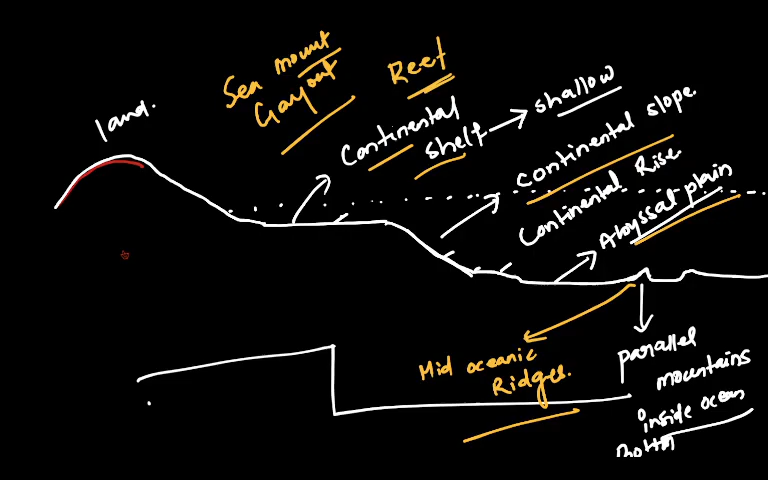 Sea mount
Gayout
Reef
land.
Continental
shelf
shallow
Continental slope.
Continental Rise
Abyssal plain
Mid oceanic
Ridges.
parallel
mountains
inside ocean